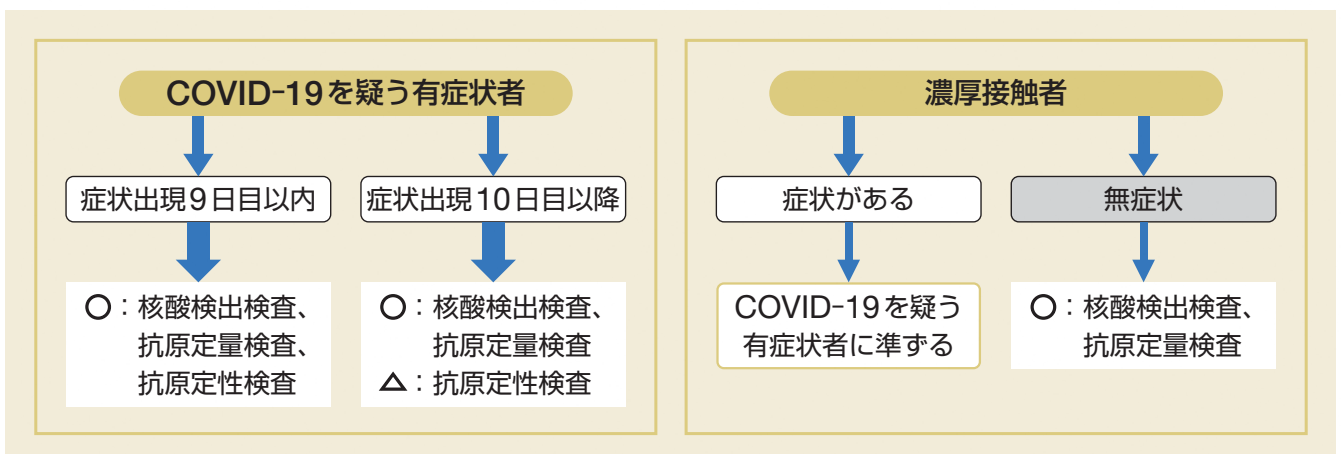 COVID-19を疑う有症状者
症状出現9日目以内
○：核酸検出検査、
抗原定量検査、
抗原定性検査
症状出現10日目以降
○：核酸検出検査、
抗原定量検査
△：抗原定性検査
濃厚接触者
症状がある
COVID-19を疑う
有症状者に準ずる
無症状
○：核酸検出検査、
抗原定量検査